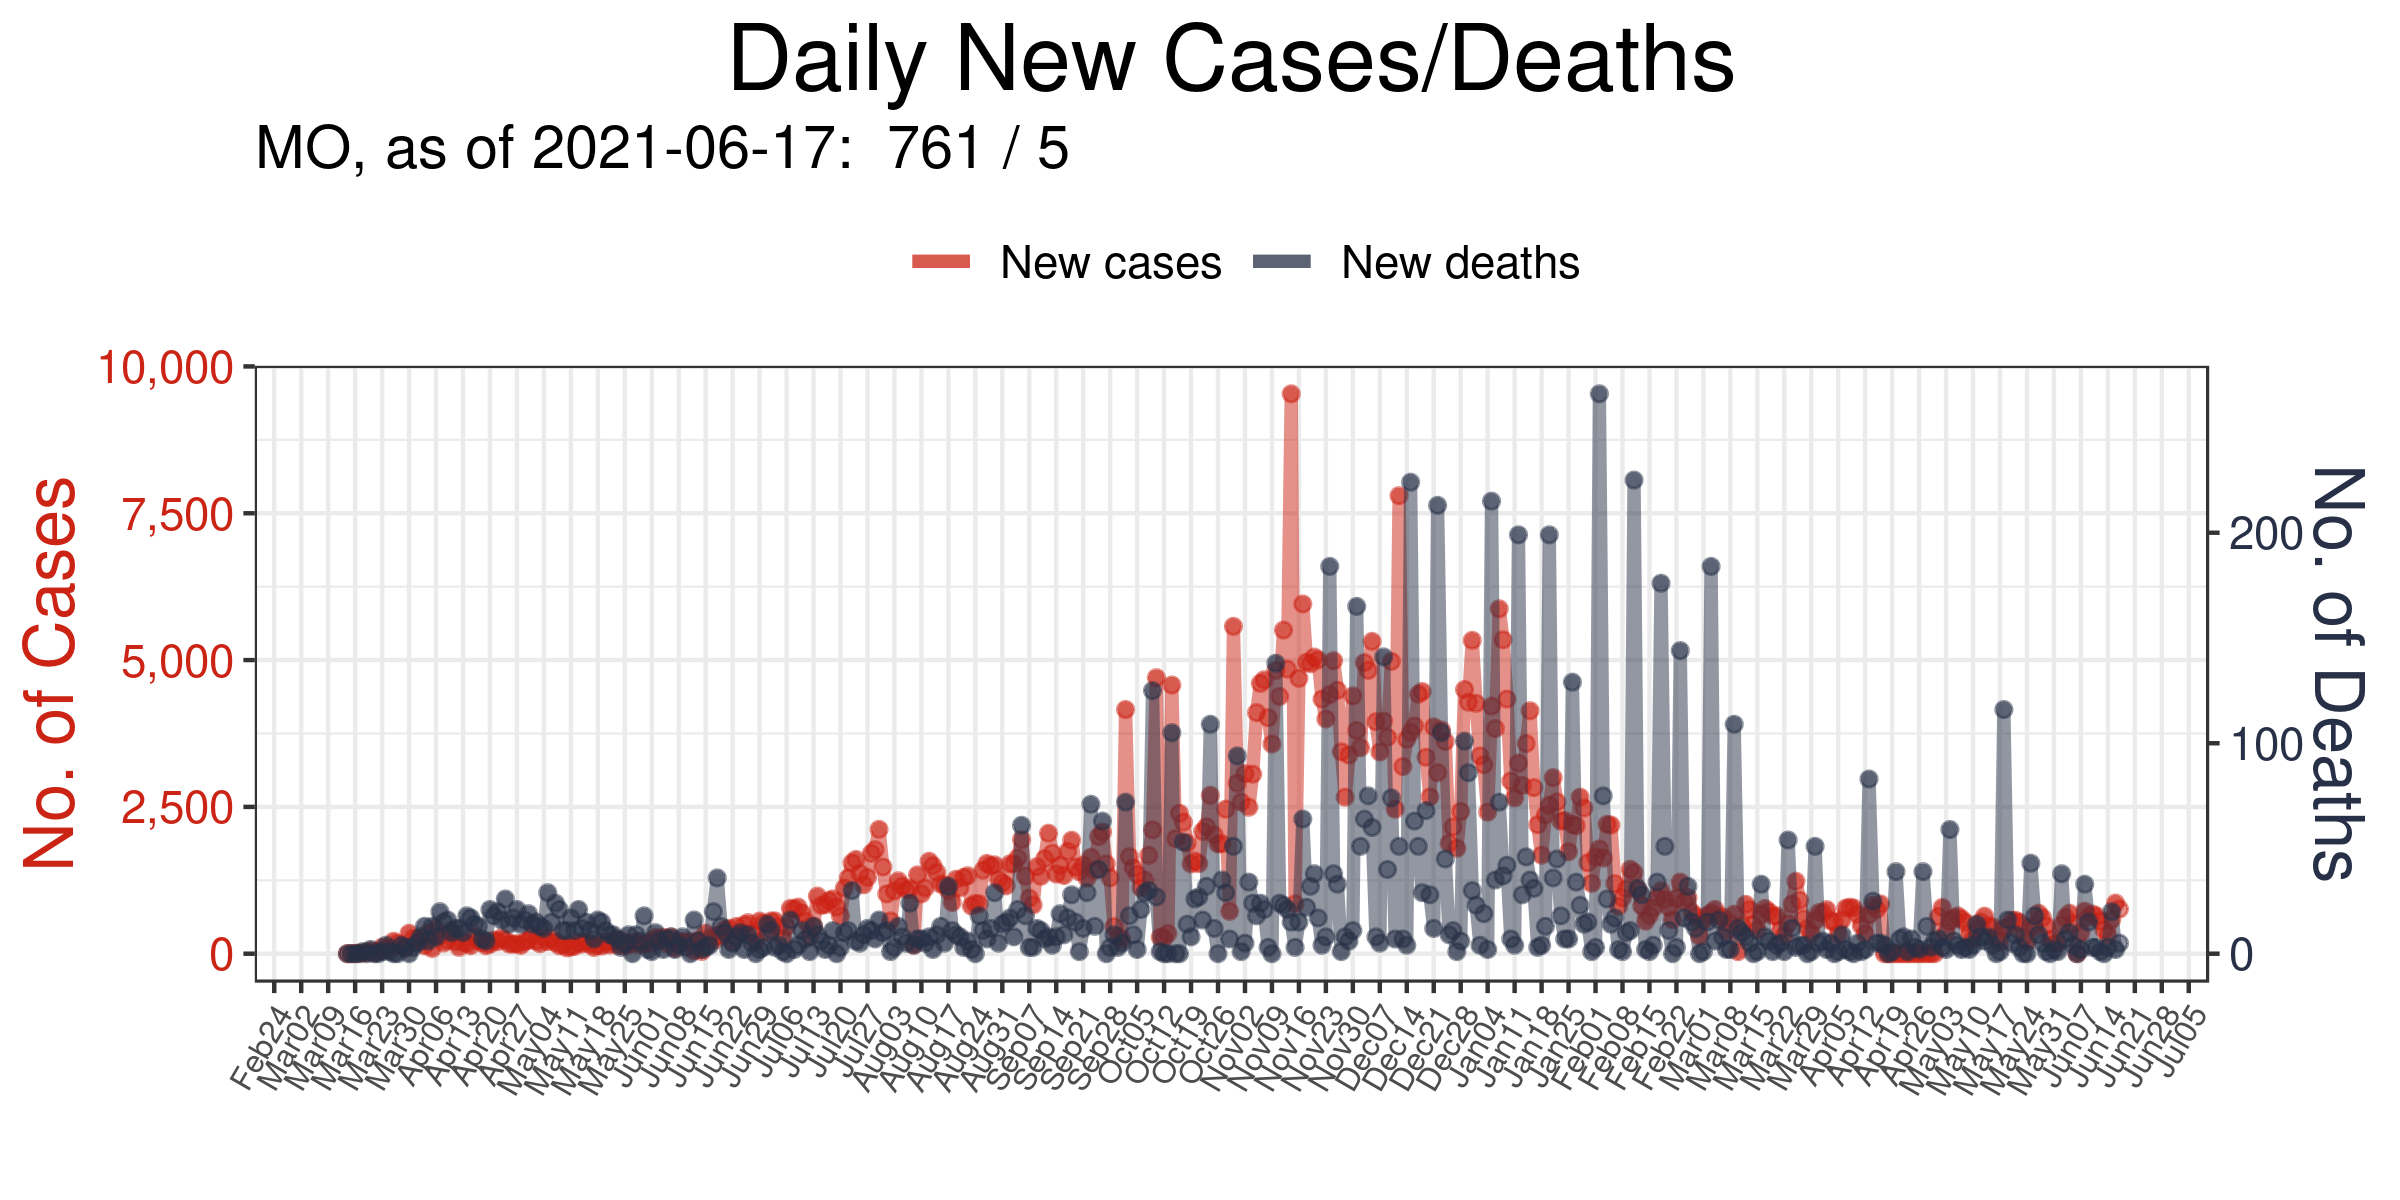 Daily New Cases/Deaths
MO, as of 2021-06-17:  761 / 5
New cases
New deaths
No. of Cases
10,000
7,500
5,000
2,500
0
200
100
0
No. of Deaths
Feb24
Mar02
Mar09
Mar16
Mar23
Mar30
Apr06
Apr13
Apr20
Apr27
May04
May11
May18
May25
Jun01
Jun08
Jun15
Jun22
Jun29
Jul06
Jul13
Jul20
Jul27
Aug03
Aug10
Aug17
Aug24
Aug31
Sep07
Sep14
Sep21
Sep28
Oct05
Oct12
Oct19
Oct26
Nov02
Nov09
Nov16
Nov23
Nov30
Dec07
Dec14
Dec21
Dec28
Jan04
Jan11
Jan18
Jan25
Feb01
Feb08
Feb15
Feb22
Mar01
Mar08
Mar15
Mar22
Mar29
Apr05
Apr12
Apr19
Apr26
May03
May10
May17
May24
May31
Jun07
Jun14
Jun21
Jun28
Jul05